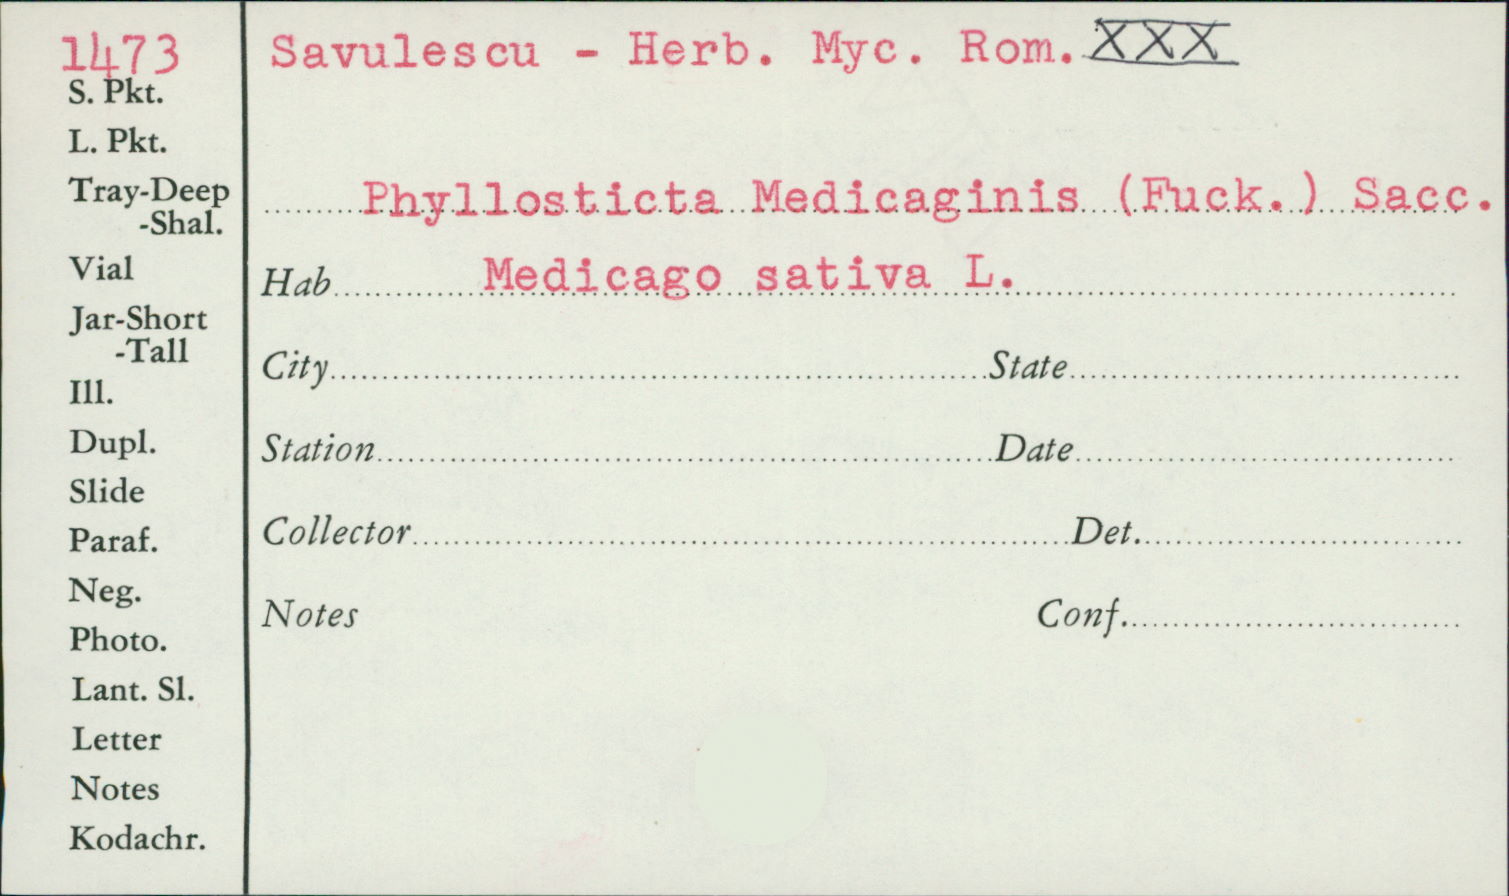 1473
Savulescu - Herb. Myc. Rom. XXX
S. Pkt.
L. Pkt.
Tray-Deep
-Shal.
Vial
Jar-Short
-Tall
Ill.
Dupl.
Slide
Paraf.
Neg.
Photo.
Lant. Sl.
Letter
Notes
Kodachr.
Phyllosticta Medicaginis (Fuck.) Sacc.
Hab Medicago sativa L.
City State
Station Date
Collector Det.
Notes Conf.